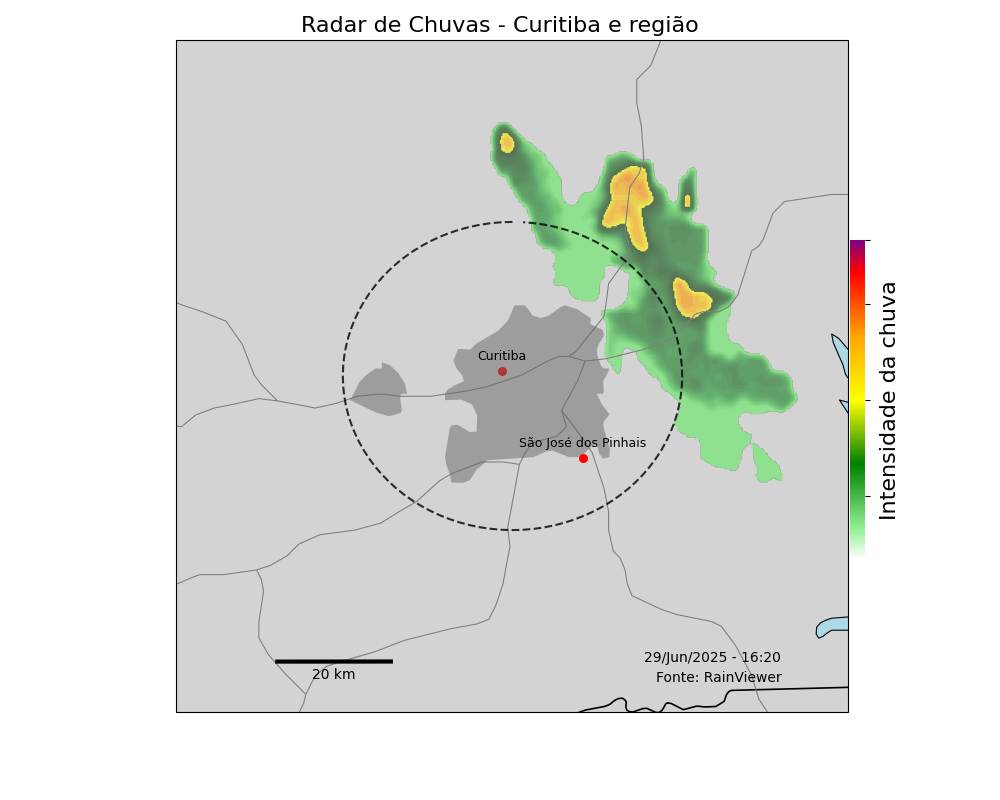 Radar de Chuvas - Curitiba e região
Curitiba
São José dos Pinhais
Intensidade da chuva
29/Jun/2025 - 16:20
20 km
Fonte: RainViewer